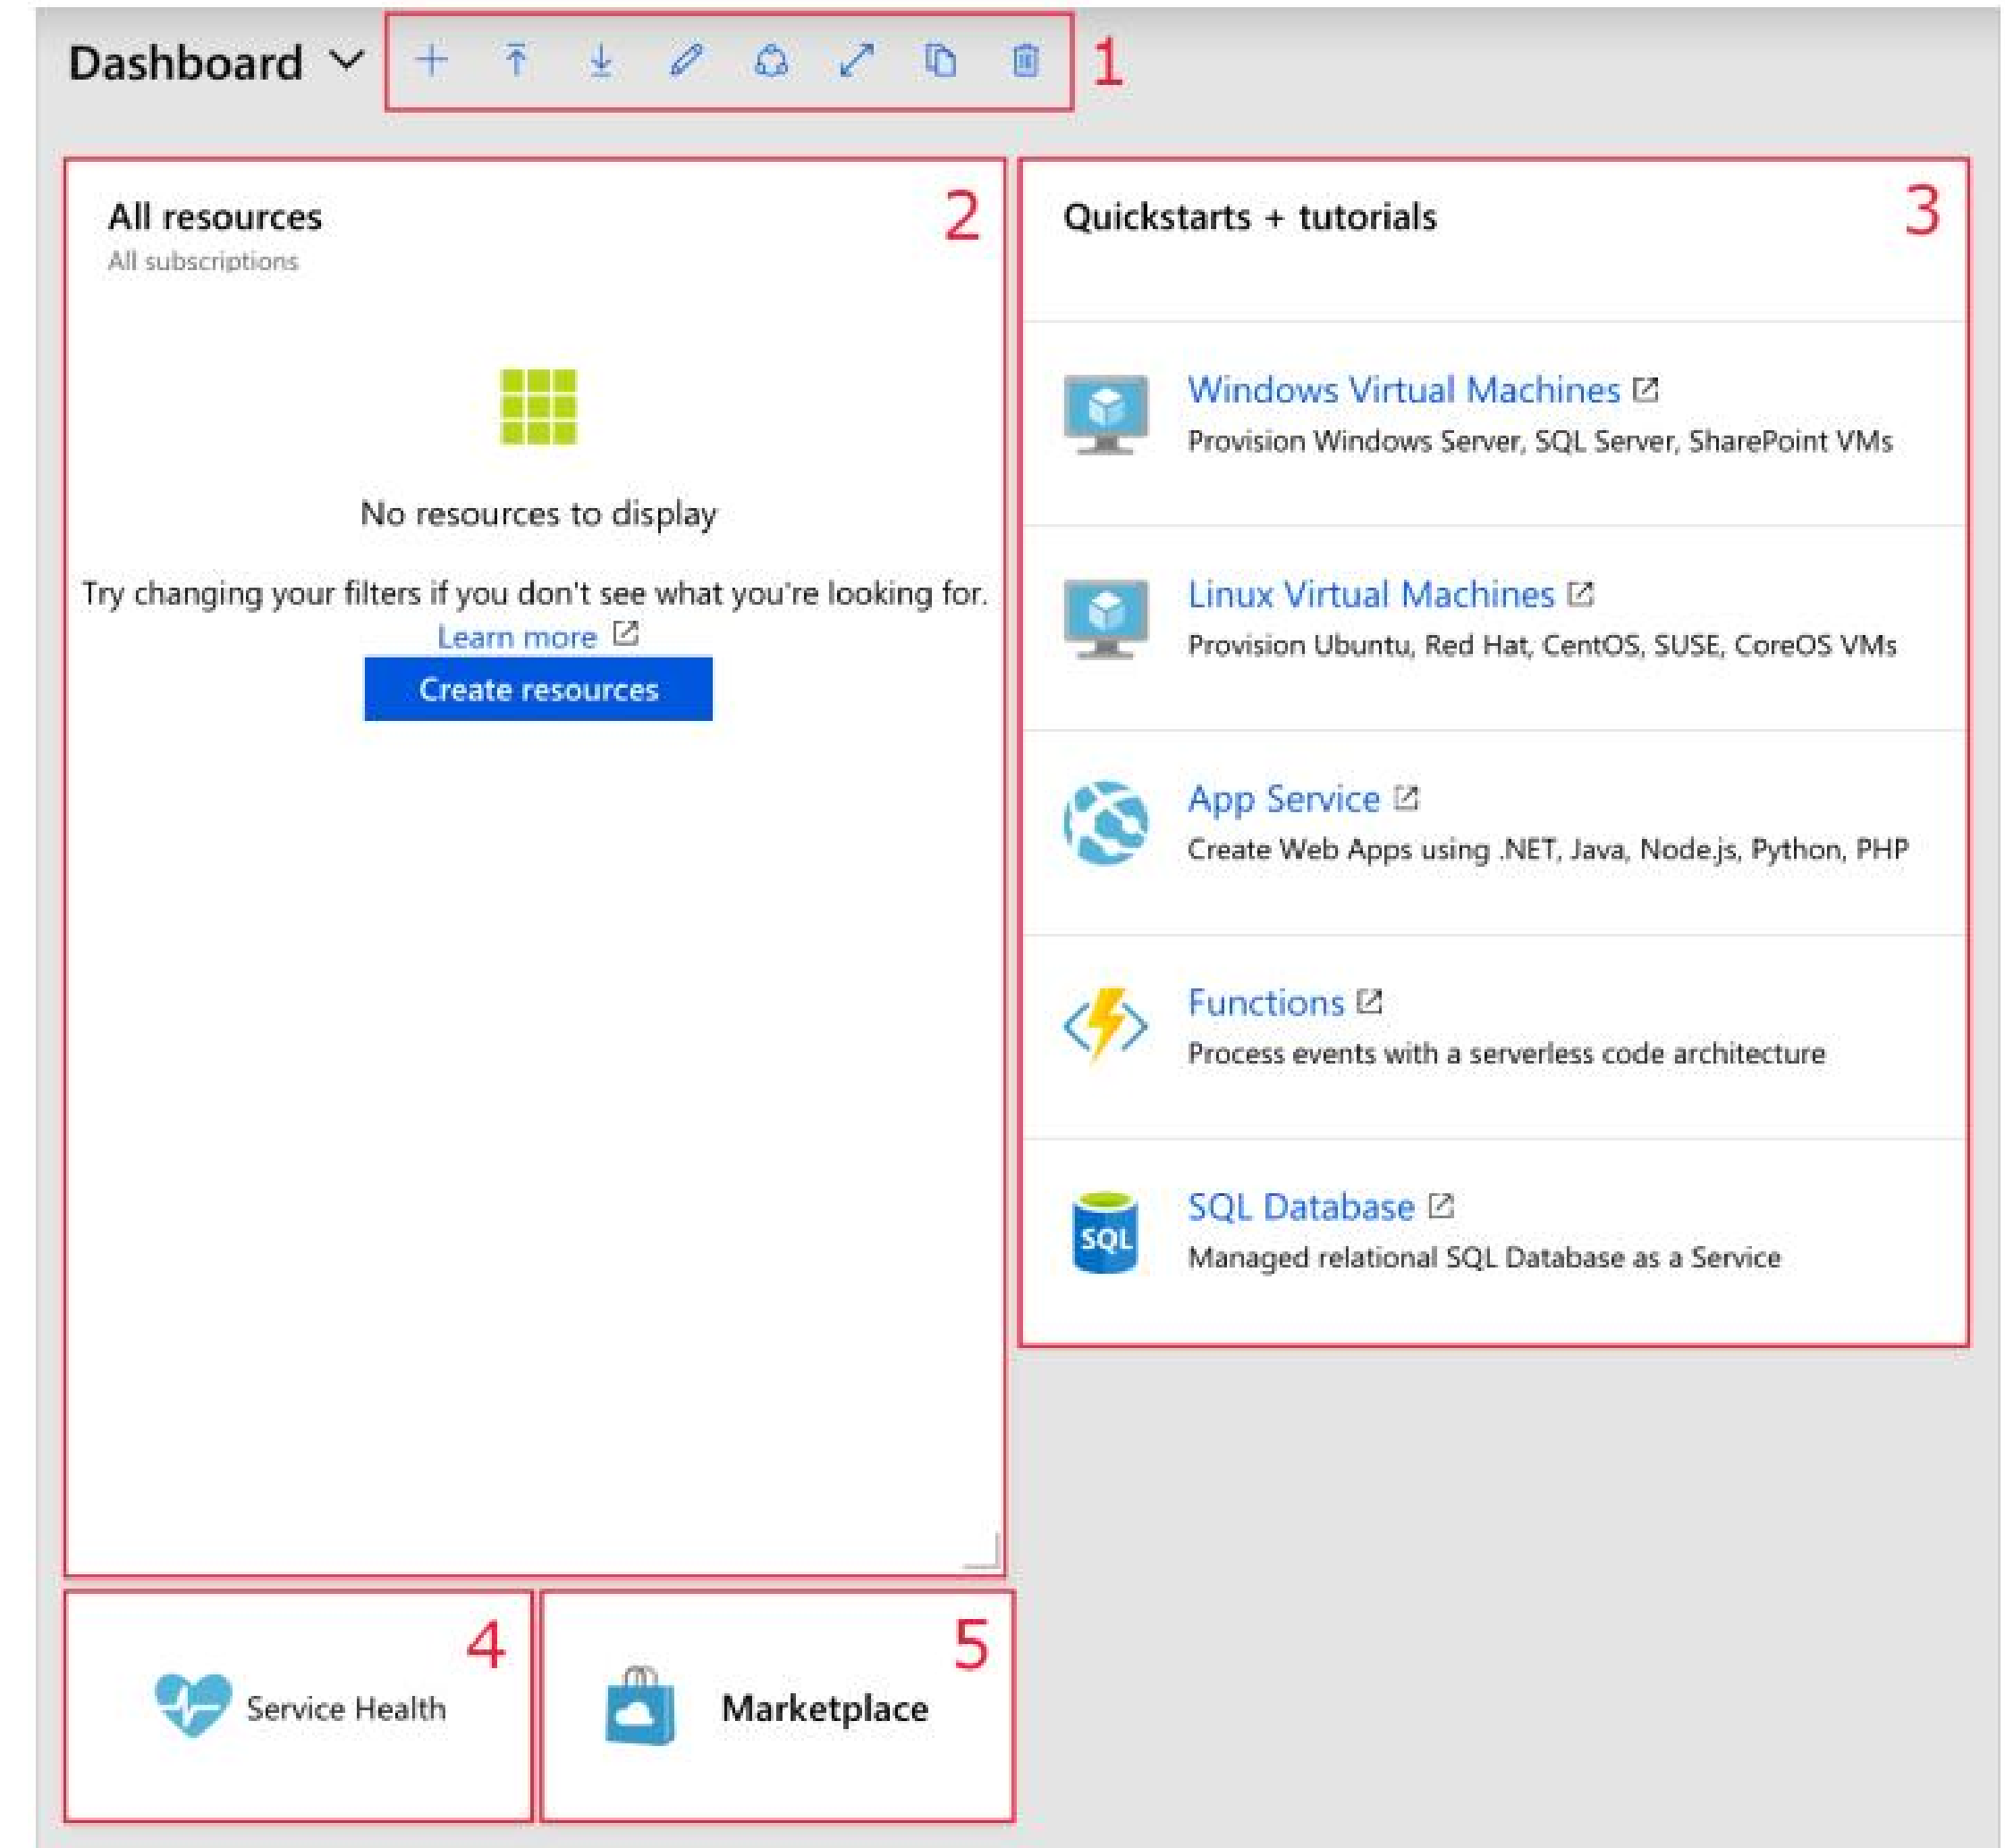 Dashboard
1
All resources
2
All subscriptions
No resources to display
Try changing your filters if you don't see what you're looking for.
Learn more
Create resources
Quickstarts + tutorials
3
Windows Virtual Machines
Provision Windows Server, SQL Server, SharePoint VMs
Linux Virtual Machines
Provision Ubuntu, Red Hat, CentOS, SUSE, CoreOS VMs
App Service
Create Web Apps using .NET, Java, Node.js, Python, PHP
Functions
Process events with a serverless code architecture
SQL Database
SQL
Managed relational SQL Database as a Service
4
Service Health
5
Marketplace